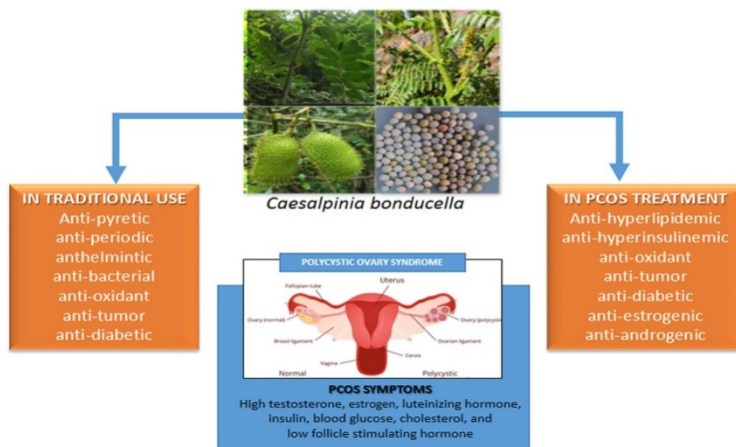 Caesalpinia bonducella
IN TRADITIONAL USE
Anti-pyretic
anti-periodic
anthelmintic
anti-bacterial
anti-oxidant
anti-tumor
anti-diabetic
IN PCOS TREATMENT
Anti-hyperlipidemic
anti-hyperinsulinemic
anti-oxidant
anti-tumor
anti-diabetic
anti-estrogenic
anti-androgenic
POLYCYSTIC OVARY SYNDROME
Uterus
Fallopian tube
Ovary (normal)
Ovary (polycystic)
Broad ligament
Ovarian ligament
Cervix
Vagina
Normal
Polycystic
PCOS SYMPTOMS
High testosterone, estrogen, luteinizing hormone,
insulin, blood glucose, cholesterol, and
low follicle stimulating hormone